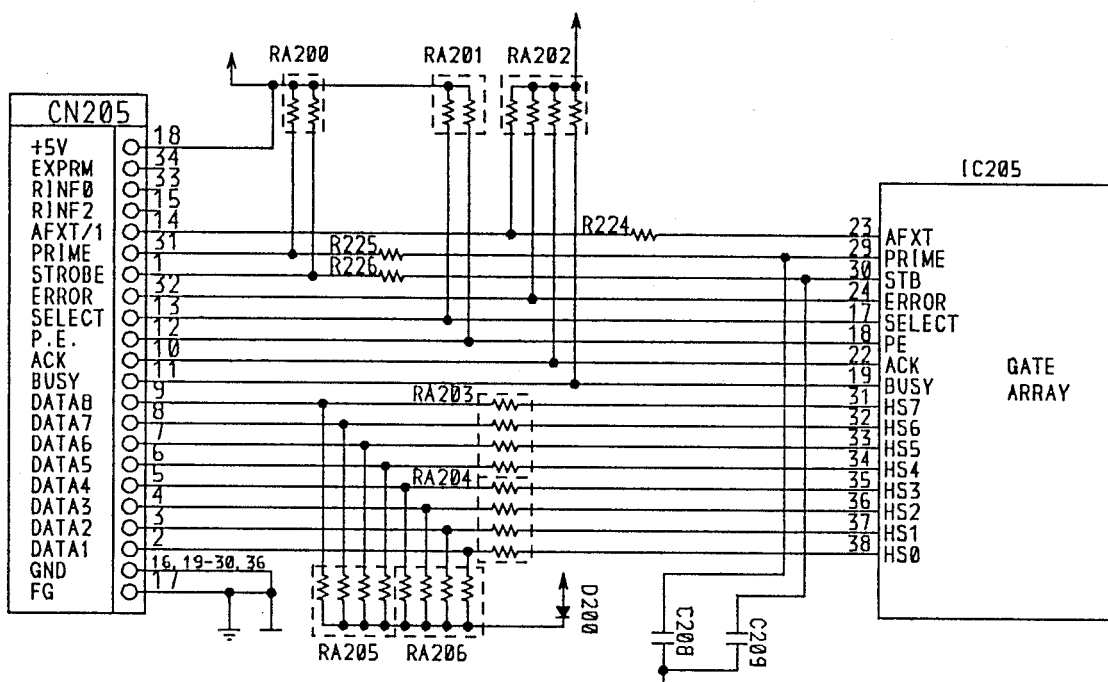 RA200
RA201
RA202
CN205
+5V 18
EXPRM 34
RINF0 33
RINF2 15
AFXT/1 14
PRIME 31
STROBE 1
ERROR 32
SELECT 13
P.E. 12
ACK 10
BUSY 11
DATA8 9
DATA7 8
DATA6 7
DATA5 6
DATA4 5
DATA3 4
DATA2 3
DATA1 2
GND 16,19-30,36
FG 17
R224
R225
R226
RA203
RA204
RA205
RA206
D200
C208
C209
IC205
23 AFXT
29 PRIME
30 STB
24 ERROR
17 SELECT
18 PE
22 ACK
19 BUSY
31 HS7
32 HS6
33 HS5
34 HS4
35 HS3
36 HS2
37 HS1
38 HS0
GATE
ARRAY